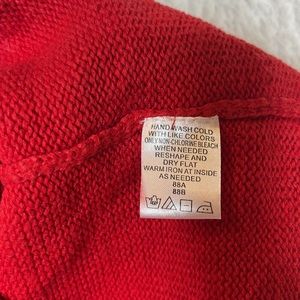 HAND WASH COLD
WITH LIKE COLORS
ONLY NON-CHLORINE BLEACH
WHEN NEEDED
RESHAPE AND
DRY FLAT
WARM IRON AT INSIDE
AS NEEDED
88A
88B